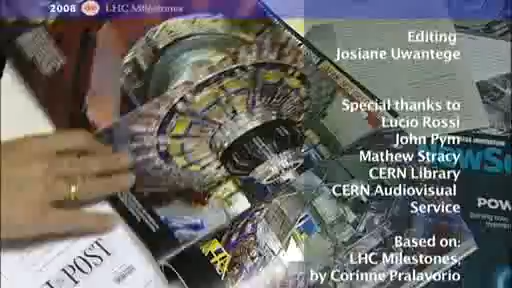 2008 LHC Milestones
Editing
Josiane Uwantege
Special thanks to
Lucio Rossi
John Pym
Mathew Stracy
CERN Library
CERN Audiovisual
Service
Based on:
LHC Milestones,
by Corinne Pralavorio
POST
POW